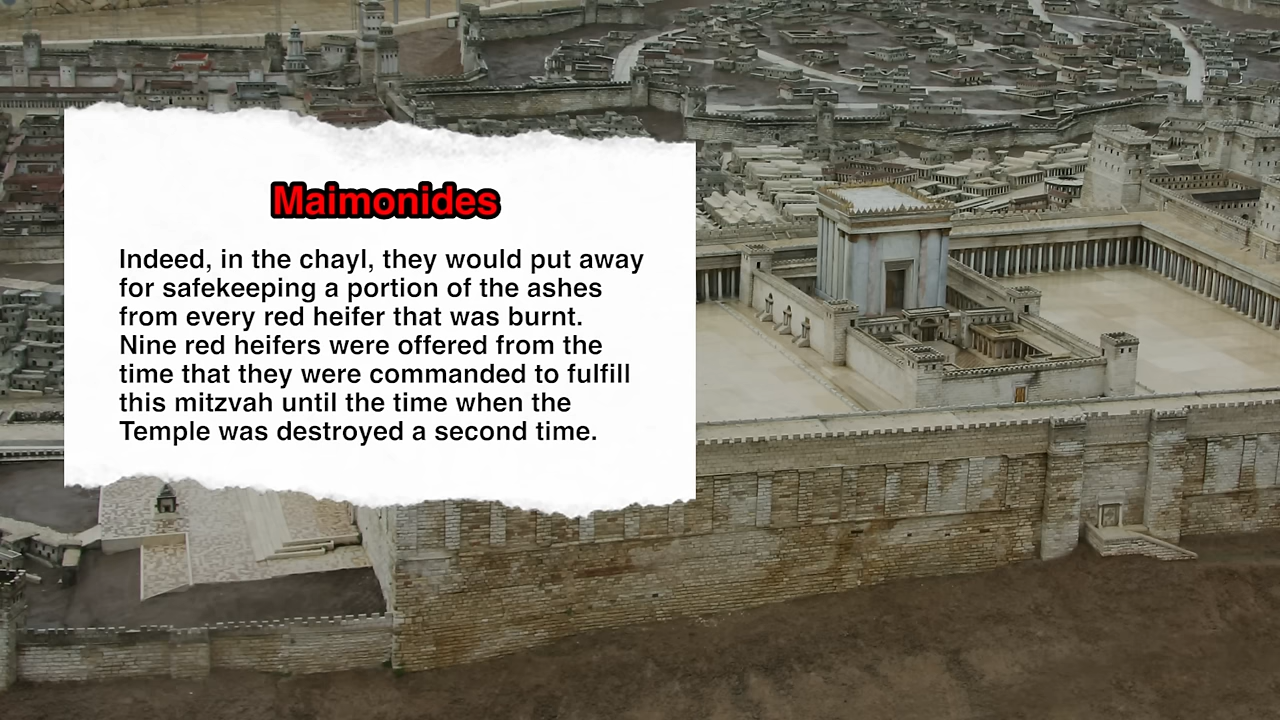 Maimonides
Indeed, in the chayl, they would put away
for safekeeping a portion of the ashes
from every red heifer that was burnt.
Nine red heifers were offered from the
time that they were commanded to fulfill
this mitzvah until the time when the
Temple was destroyed a second time.